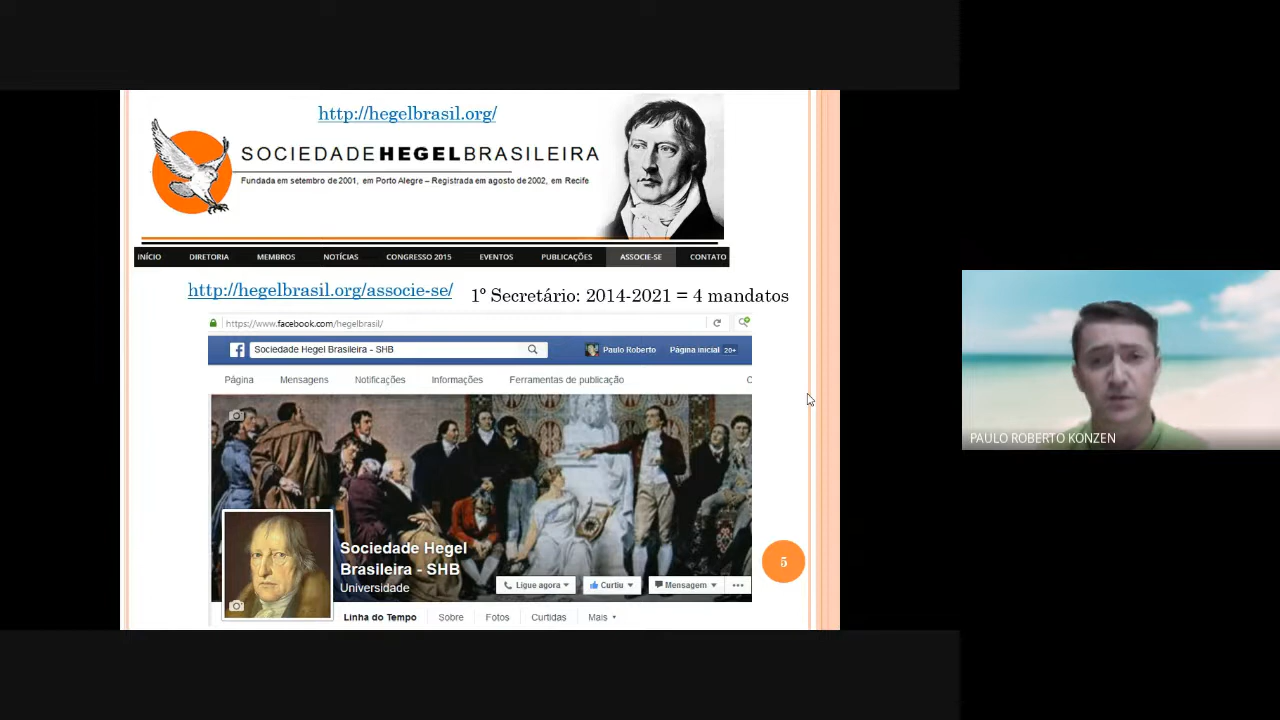 http://hegelbrasil.org/
SOCIEDADEHEGELBRASILEIRA
Fundada em setembro de 2001, em Porto Alegre – Registrada em agosto de 2002, em Recife
INÍCIO DIRETORIA MEMBROS NOTÍCIAS CONGRESSO 2015 EVENTOS PUBLICAÇÕES ASSOCIE-SE CONTATO
http://hegelbrasil.org/associe-se/ 1º Secretário: 2014-2021 = 4 mandatos
https://www.facebook.com/hegelbrasil/
Sociedade Hegel Brasileira - SHB Paulo Roberto Página inicial 20+
Página Mensagens Notificações Informações Ferramentas de publicação C
PAULO ROBERTO KONZEN
Sociedade Hegel
Brasileira - SHB
Universidade
Ligue agora Curtiu Mensagem
5
Linha do Tempo Sobre Fotos Curtidas Mais